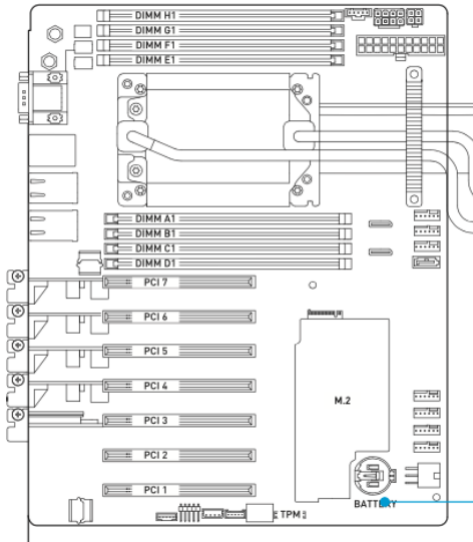 DIMM H1
DIMM G1
DIMM F1
DIMM E1
DIMM A1
DIMM B1
DIMM C1
DIMM D1
PCI 7
PCI 6
PCI 5
PCI 4
M.2
PCI 3
PCI 2
PCI 1
BATTERY
TPM